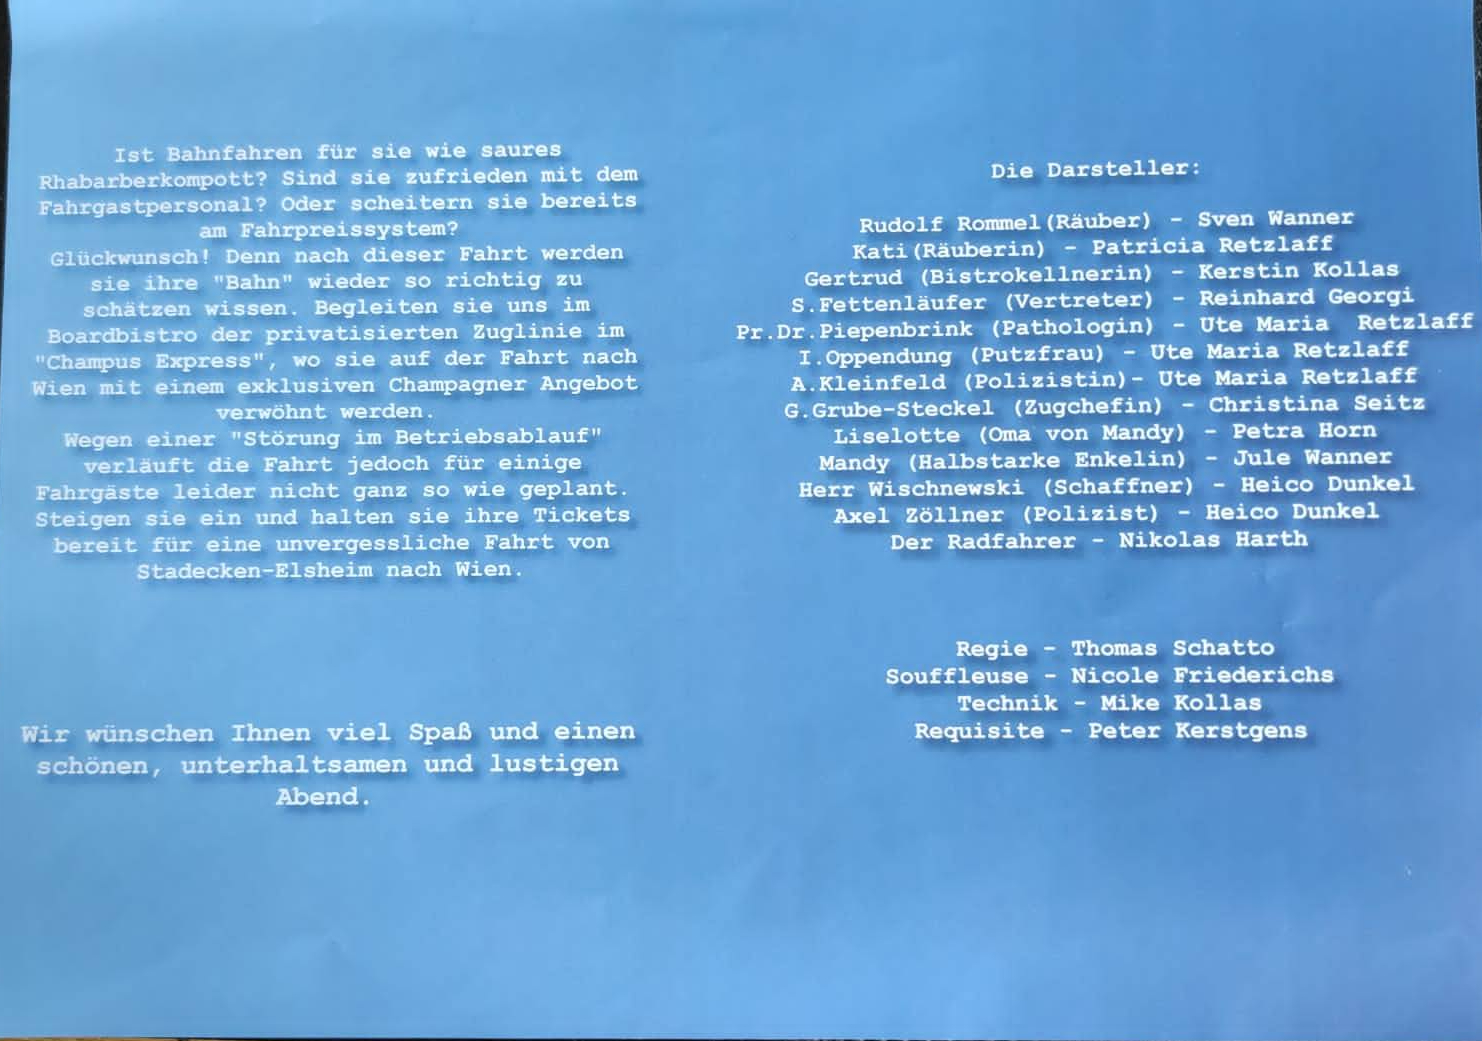 Ist Bahnfahren für sie wie saures
Rhabarberkompott? Sind sie zufrieden mit dem
Fahrgastpersonal? Oder scheitern sie bereits
am Fahrpreissystem?
Glückwunsch! Denn nach dieser Fahrt werden
sie ihre "Bahn" wieder so richtig zu
schätzen wissen. Begleiten sie uns im
Boardbistro der privatisierten Zuglinie im
"Champus Express", wo sie auf der Fahrt nach
Wien mit einem exklusiven Champagner Angebot
verwöhnt werden.
Wegen einer "Störung im Betriebsablauf"
verläuft die Fahrt jedoch für einige
Fahrgäste leider nicht ganz so wie geplant.
Steigen sie ein und halten sie ihre Tickets
bereit für eine unvergessliche Fahrt von
Stadecken-Elsheim nach Wien.
Wir wünschen Ihnen viel Spaß und einen
schönen, unterhaltsamen und lustigen
Abend.
Die Darsteller:
Rudolf Rommel(Räuber) - Sven Wanner
Kati(Räuberin) - Patricia Retzlaff
Gertrud (Bistrokellnerin) - Kerstin Kollas
S.Fettenläufer (Vertreter) - Reinhard Georgi
Pr.Dr.Piepenbrink (Pathologin) - Ute Maria Retzlaff
I.Oppendung (Putzfrau) - Ute Maria Retzlaff
A.Kleinfeld (Polizistin)- Ute Maria Retzlaff
G.Grube-Steckel (Zugchefin) - Christina Seitz
Liselotte (Oma von Mandy) - Petra Horn
Mandy (Halbstarke Enkelin) - Jule Wanner
Herr Wischnewski (Schaffner) - Heico Dunkel
Axel Zöllner (Polizist) - Heico Dunkel
Der Radfahrer - Nikolas Harth
Regie - Thomas Schatto
Souffleuse - Nicole Friederichs
Technik - Mike Kollas
Requisite - Peter Kerstgens